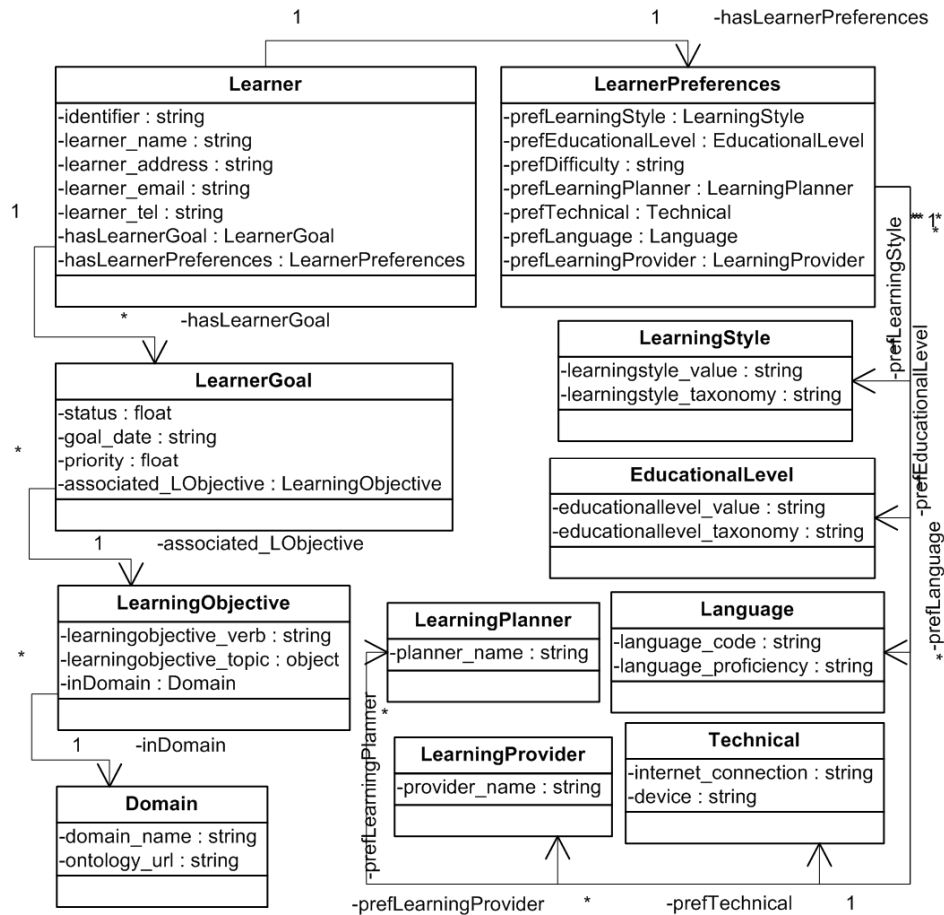 1 1 -hasLearnerPreferences
Learner
-identifier : string
-learner_name : string
-learner_address : string
-learner_email : string
-learner_tel : string
-hasLearnerGoal : LearnerGoal
-hasLearnerPreferences : LearnerPreferences
LearnerPreferences
-prefLearningStyle : LearningStyle
-prefEducationalLevel : EducationalLevel
-prefDifficulty : string
-prefLearningPlanner : LearningPlanner
-prefTechnical : Technical
-prefLanguage : Language
-prefLearningProvider : LearningProvider
1
* -hasLearnerGoal
LearnerGoal
-status : float
-goal_date : string
-priority : float
-associated_LObjective : LearningObjective
*
1 -associated_LObjective
LearningObjective
-learningobjective_verb : string
-learningobjective_topic : object
-inDomain : Domain
*
1 -inDomain
Domain
-domain_name : string
-ontology_url : string
-prefLearningStyle
LearningStyle
-learningstyle_value : string
-learningstyle_taxonomy : string
-prefEducationalLevel
EducationalLevel
-educationallevel_value : string
-educationallevel_taxonomy : string
* -prefLanguage
Language
-language_code : string
-language_proficiency : string
LearningPlanner
-planner_name : string
-prefLearningPlanner
*
LearningProvider
-provider_name : string
Technical
-internet_connection : string
-device : string
-prefLearningProvider * -prefTechnical 1